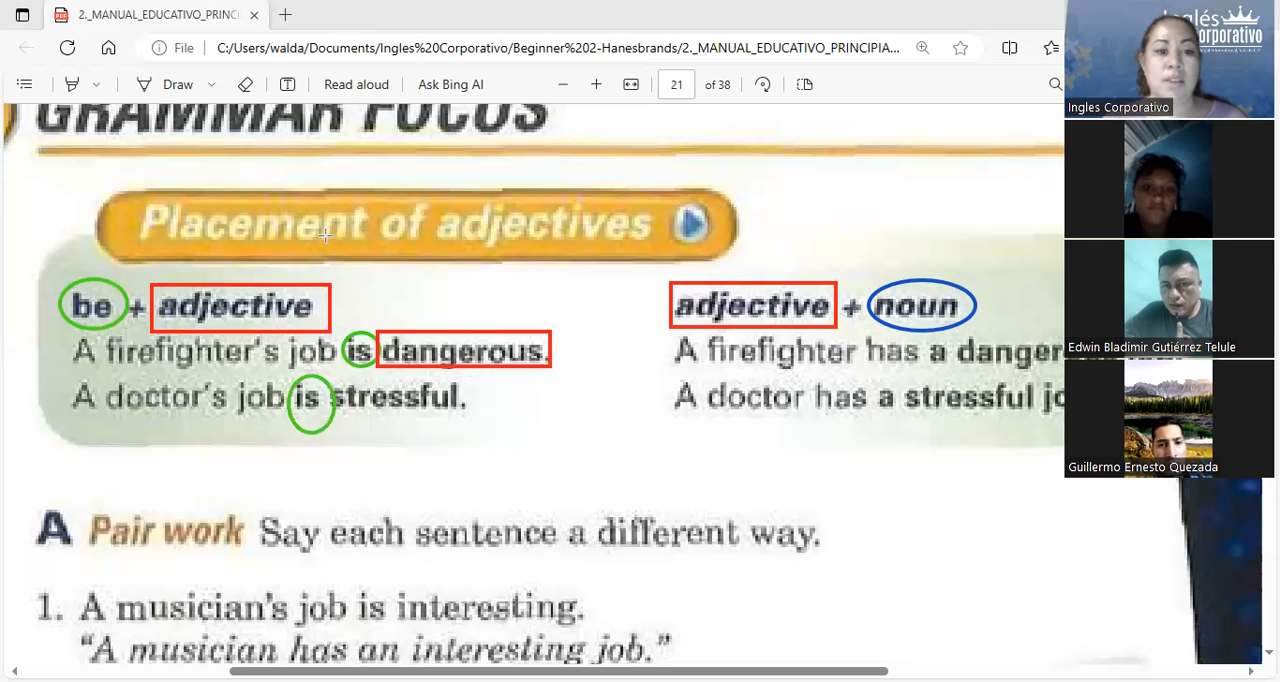 2._MANUAL_EDUCATIVO_PRINCI
File
C:/Users/walda/Documents/Ingles%20Corporativo/Beginner%202-Hanesbrands/2._MANUAL_EDUCATIVO_PRINCIPIA...
Draw
Read aloud
Ask Bing AI
21
of 38
GRAMMAR FOCUS
Placement of adjectives
be + adjective
A firefighter's job is dangerous.
A doctor's job is stressful.
adjective + noun
A firefighter has a danger
A doctor has a stressful jo
A Pair work Say each sentence a different way.
1. A musician's job is interesting.
"A musician has an interesting job."
Inglés
Corporativo
Ingles Corporativo
Edwin Bladimir Gutiérrez Telule
Guillermo Ernesto Quezada